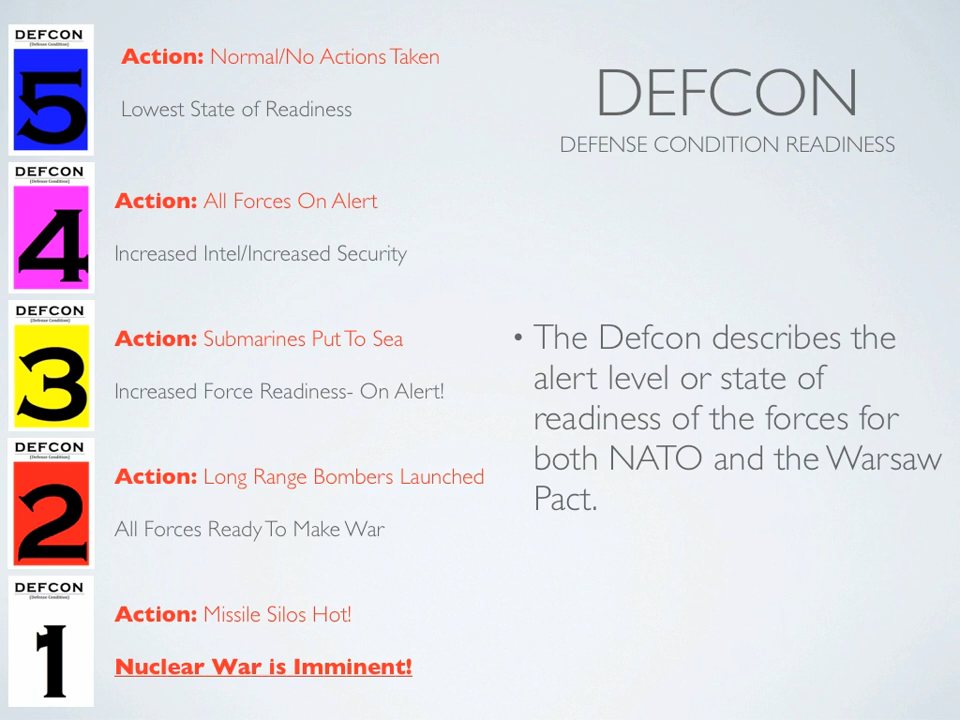 DEFCON
(Defense Condition)
5
Action: Normal/No Actions Taken
Lowest State of Readiness
DEFCON
(Defense Condition)
4
Action: All Forces On Alert
Increased Intel/Increased Security
DEFCON
(Defense Condition)
3
Action: Submarines Put To Sea
Increased Force Readiness- On Alert!
DEFCON
(Defense Condition)
2
Action: Long Range Bombers Launched
All Forces Ready To Make War
DEFCON
(Defense Condition)
1
Action: Missile Silos Hot!
Nuclear War is Imminent!
DEFCON
DEFENSE CONDITION READINESS
• The Defcon describes the
alert level or state of
readiness of the forces for
both NATO and the Warsaw
Pact.